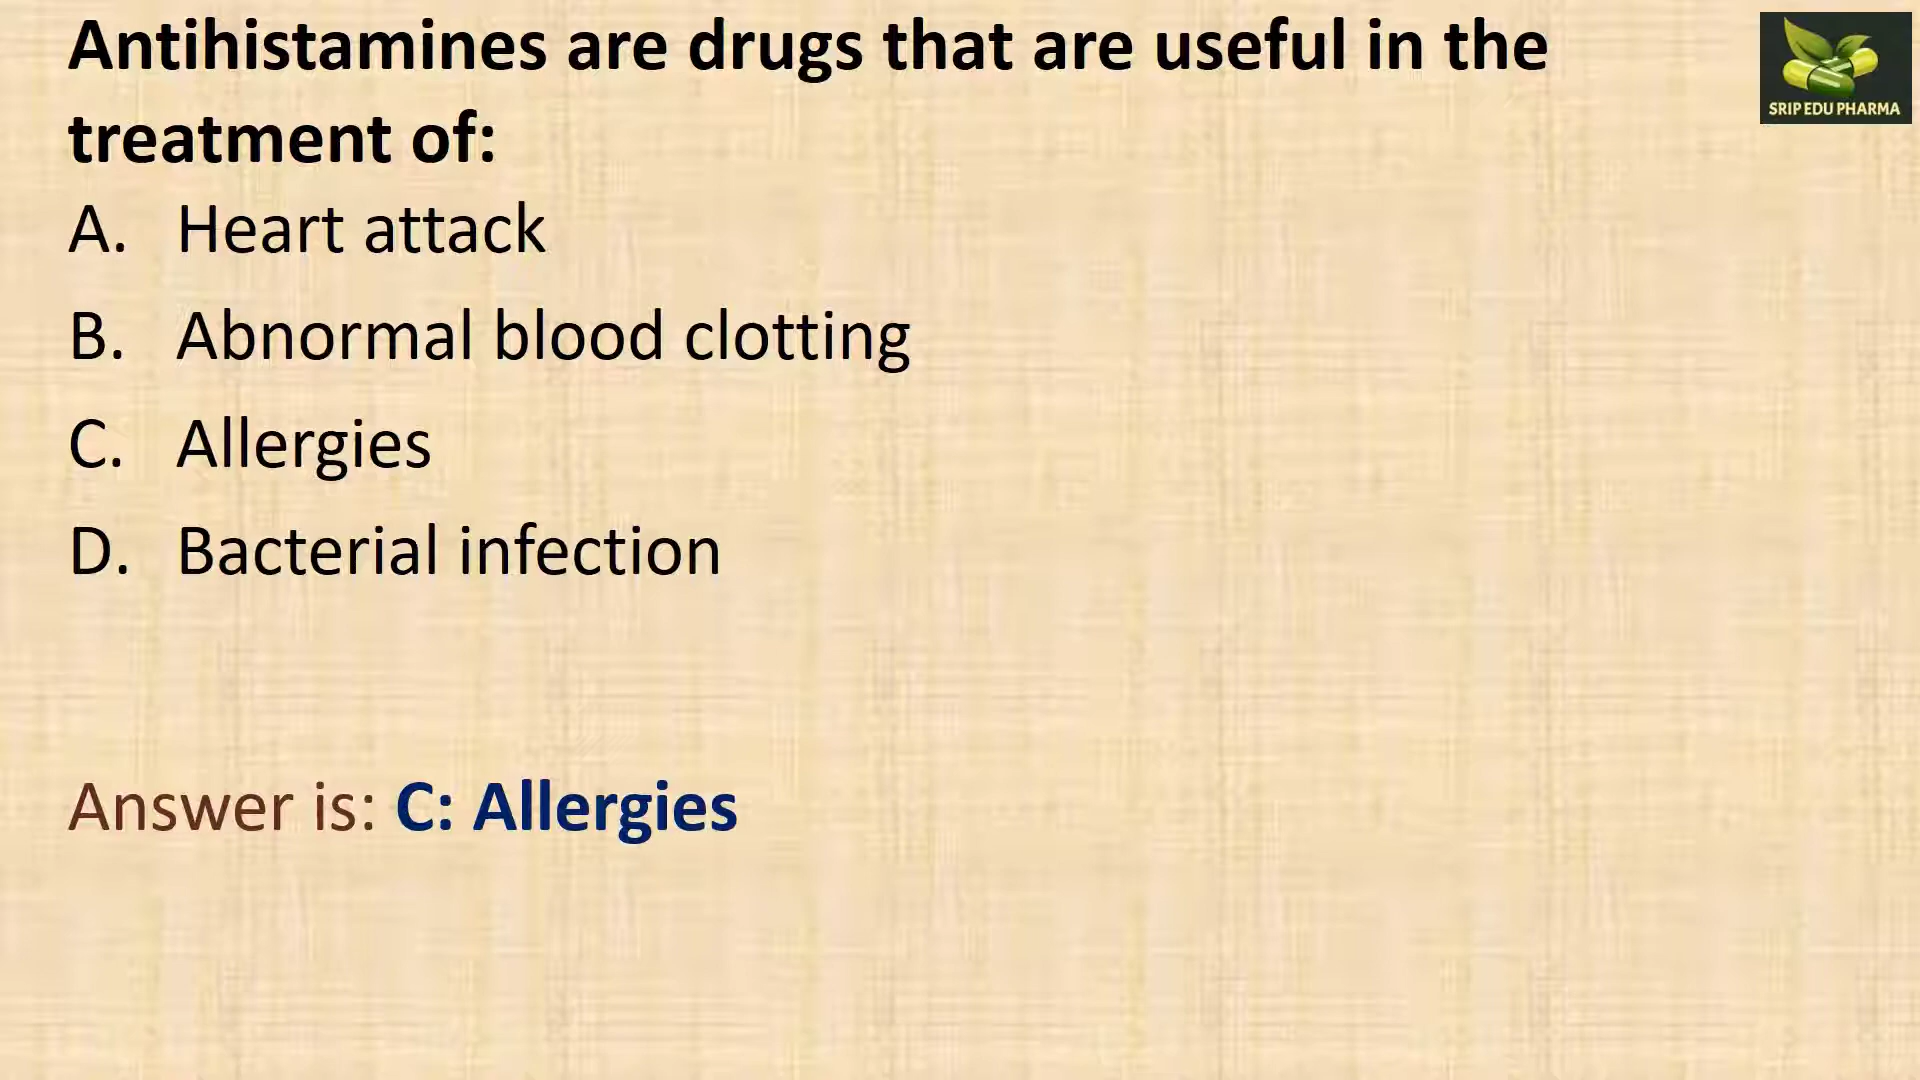 Antihistamines are drugs that are useful in the
treatment of:
A. Heart attack
B. Abnormal blood clotting
C. Allergies
D. Bacterial infection
Answer is: C: Allergies
SRIP EDU PHARMA